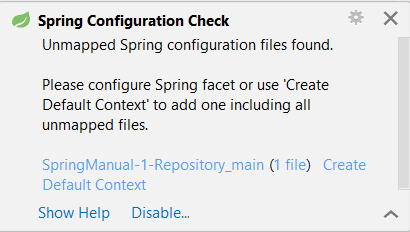 Spring Configuration Check
Unmapped Spring configuration files found.
Please configure Spring facet or use 'Create
Default Context' to add one including all
unmapped files.
SpringManual-1-Repository_main (1 file) Create
Default Context
Show Help Disable...